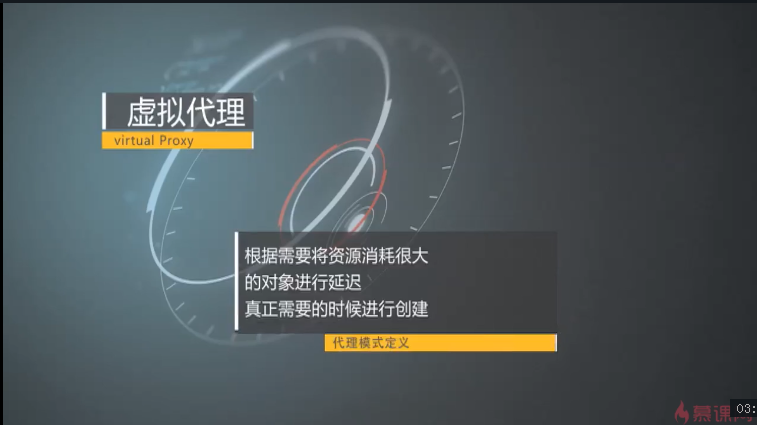 虚拟代理
virtual Proxy
根据需要将资源消耗很大
的对象进行延迟
真正需要的时候进行创建
代理模式定义
慕课网
03: